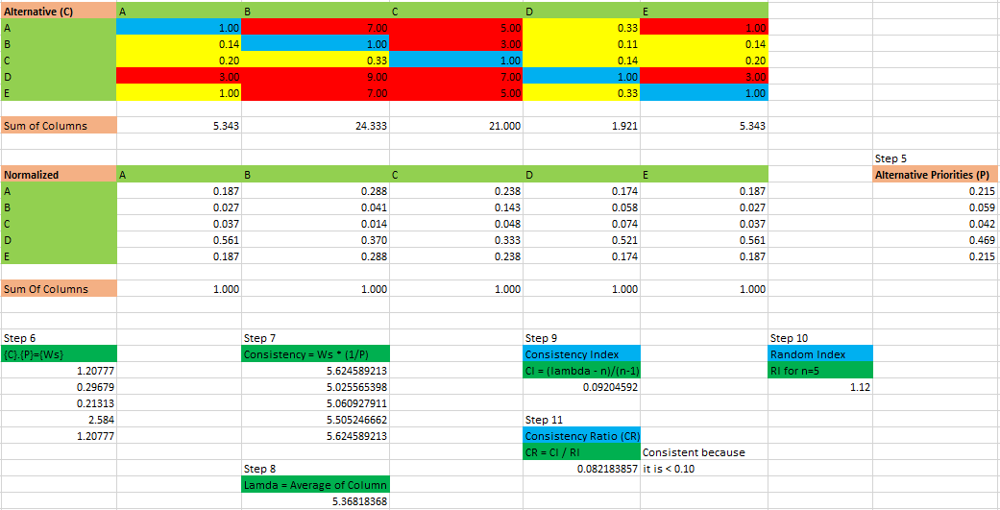 Alternative (C) A B C D E
A 1.00 7.00 5.00 0.33 1.00
B 0.14 1.00 3.00 0.11 0.14
C 0.20 0.33 1.00 0.14 0.20
D 3.00 9.00 7.00 1.00 3.00
E 1.00 7.00 5.00 0.33 1.00
Sum of Columns 5.343 24.333 21.000 1.921 5.343
Step 5
Normalized A B C D E Alternative Priorities (P)
A 0.187 0.288 0.238 0.174 0.187 0.215
B 0.027 0.041 0.143 0.058 0.027 0.059
C 0.037 0.014 0.048 0.074 0.037 0.042
D 0.561 0.370 0.333 0.521 0.561 0.469
E 0.187 0.288 0.238 0.174 0.187 0.215
Sum Of Columns 1.000 1.000 1.000 1.000 1.000
Step 6 Step 7 Step 9 Step 10
{C}.{P}={Ws} Consistency = Ws * (1/P) Consistency Index Random Index
1.20777 5.624589213 CI = (lambda - n)/(n-1) RI for n=5
0.29679 5.025565398 0.09204592 1.12
0.21313 5.060927911
2.584 5.505246662 Step 11
1.20777 5.624589213 Consistency Ratio (CR)
CR = CI / RI Consistent because
Step 8 0.082183857 it is < 0.10
Lamda = Average of Column
5.36818368